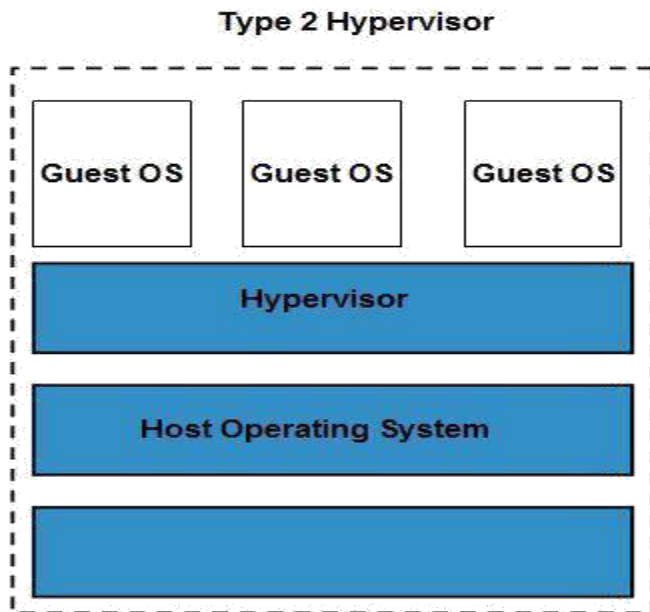 Type 2 Hypervisor
Guest OS Guest OS Guest OS
Hypervisor
Host Operating System